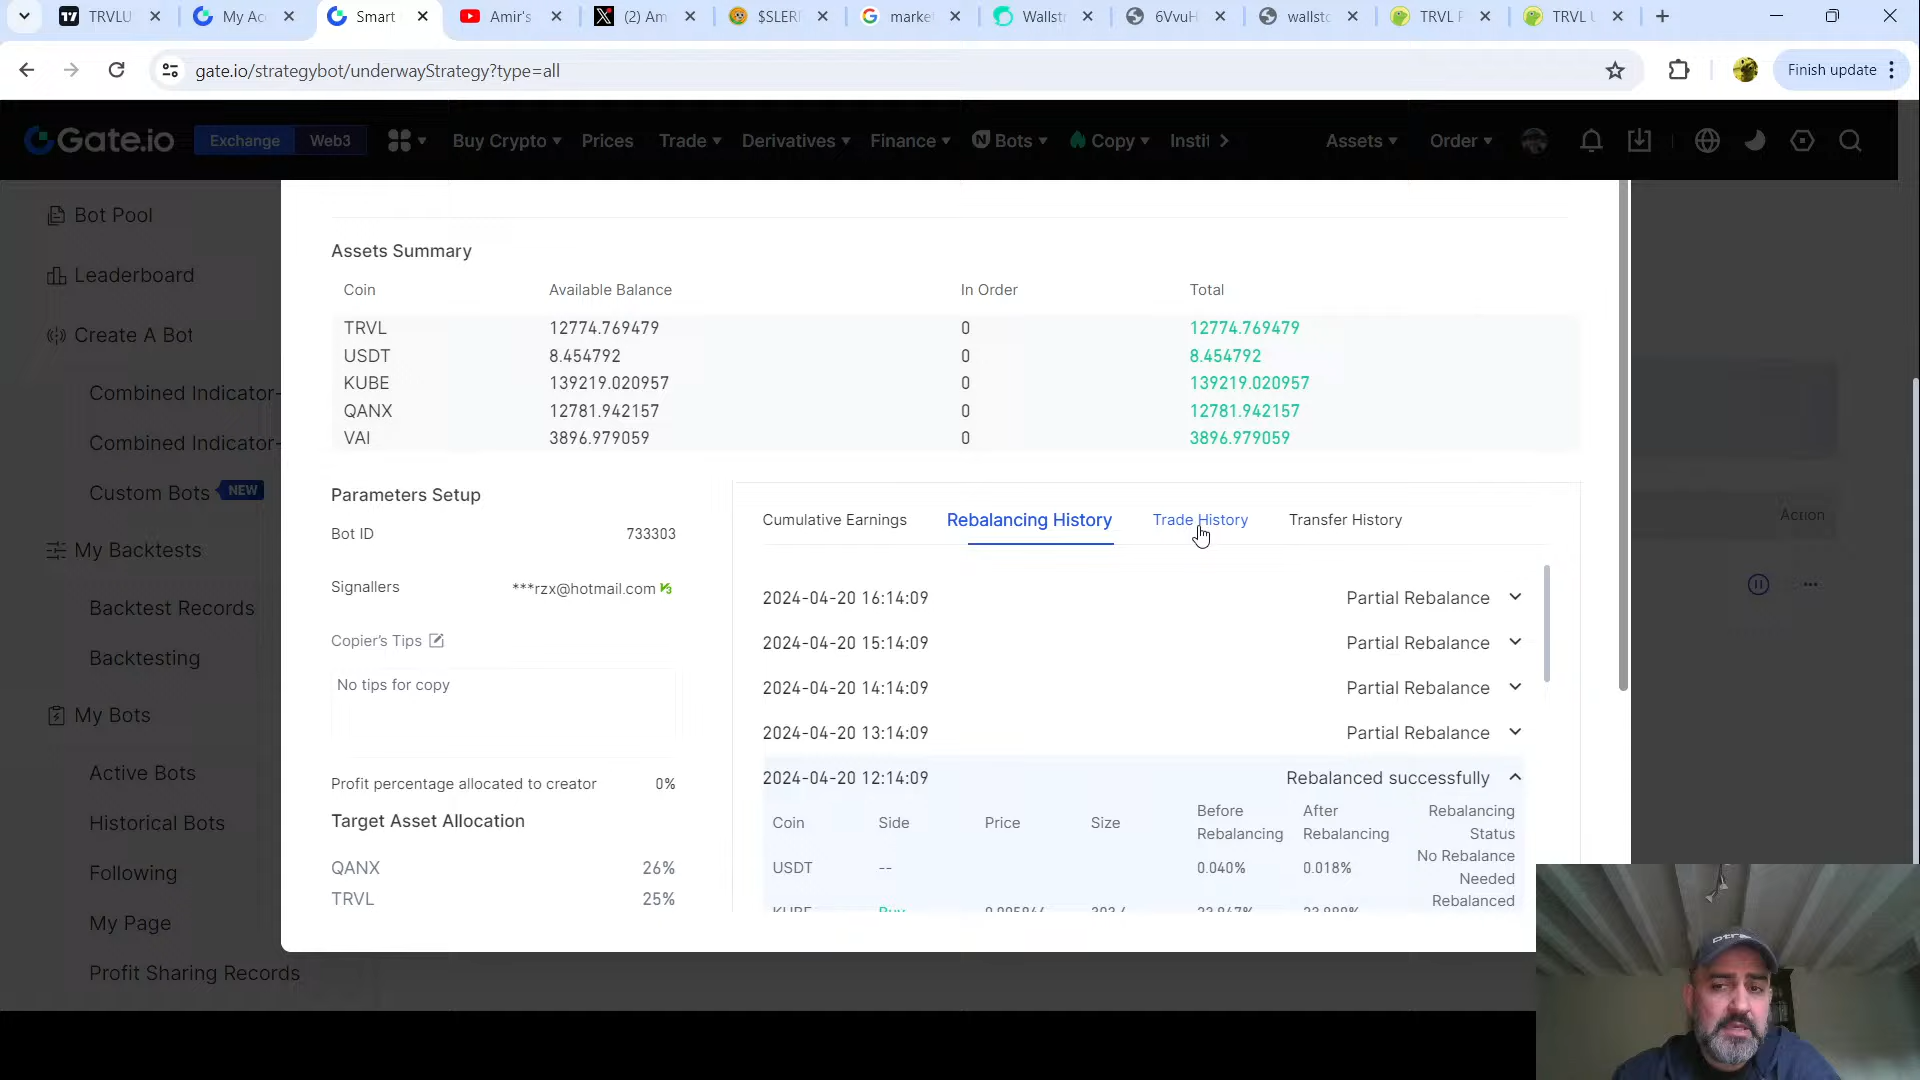 TRVLU
My Ac
Smart
Amir's
(2) Am
$SLERF
marke
Wallst
6VvuH
wallst
TRVL F
TRVL U
gate.io/strategybot/underwayStrategy?type=all
Finish update
Gate.io
Exchange
Web3
Buy Crypto
Prices
Trade
Derivatives
Finance
Bots
Copy
Instit
Assets
Order
Bot Pool
Leaderboard
Create A Bot
Combined Indicator-
Combined Indicator-
Custom Bots NEW
My Backtests
Backtest Records
Backtesting
My Bots
Active Bots
Historical Bots
Following
My Page
Profit Sharing Records
Assets Summary
Coin Available Balance In Order Total
TRVL 12774.769479 0 12774.769479
USDT 8.454792 0 8.454792
KUBE 139219.020957 0 139219.020957
QANX 12781.942157 0 12781.942157
VAI 3896.979059 0 3896.979059
Parameters Setup
Bot ID 733303
Signallers ***rzx@hotmail.com
Copier's Tips
No tips for copy
Profit percentage allocated to creator 0%
Target Asset Allocation
QANX 26%
TRVL 25%
Cumulative Earnings Rebalancing History Trade History Transfer History
2024-04-20 16:14:09 Partial Rebalance
2024-04-20 15:14:09 Partial Rebalance
2024-04-20 14:14:09 Partial Rebalance
2024-04-20 13:14:09 Partial Rebalance
2024-04-20 12:14:09 Rebalanced successfully
Coin Side Price Size Before Rebalancing After Rebalancing Rebalancing Status
USDT -- 0.040% 0.018% No Rebalance Needed
KUBE Buy Rebalanced
Action